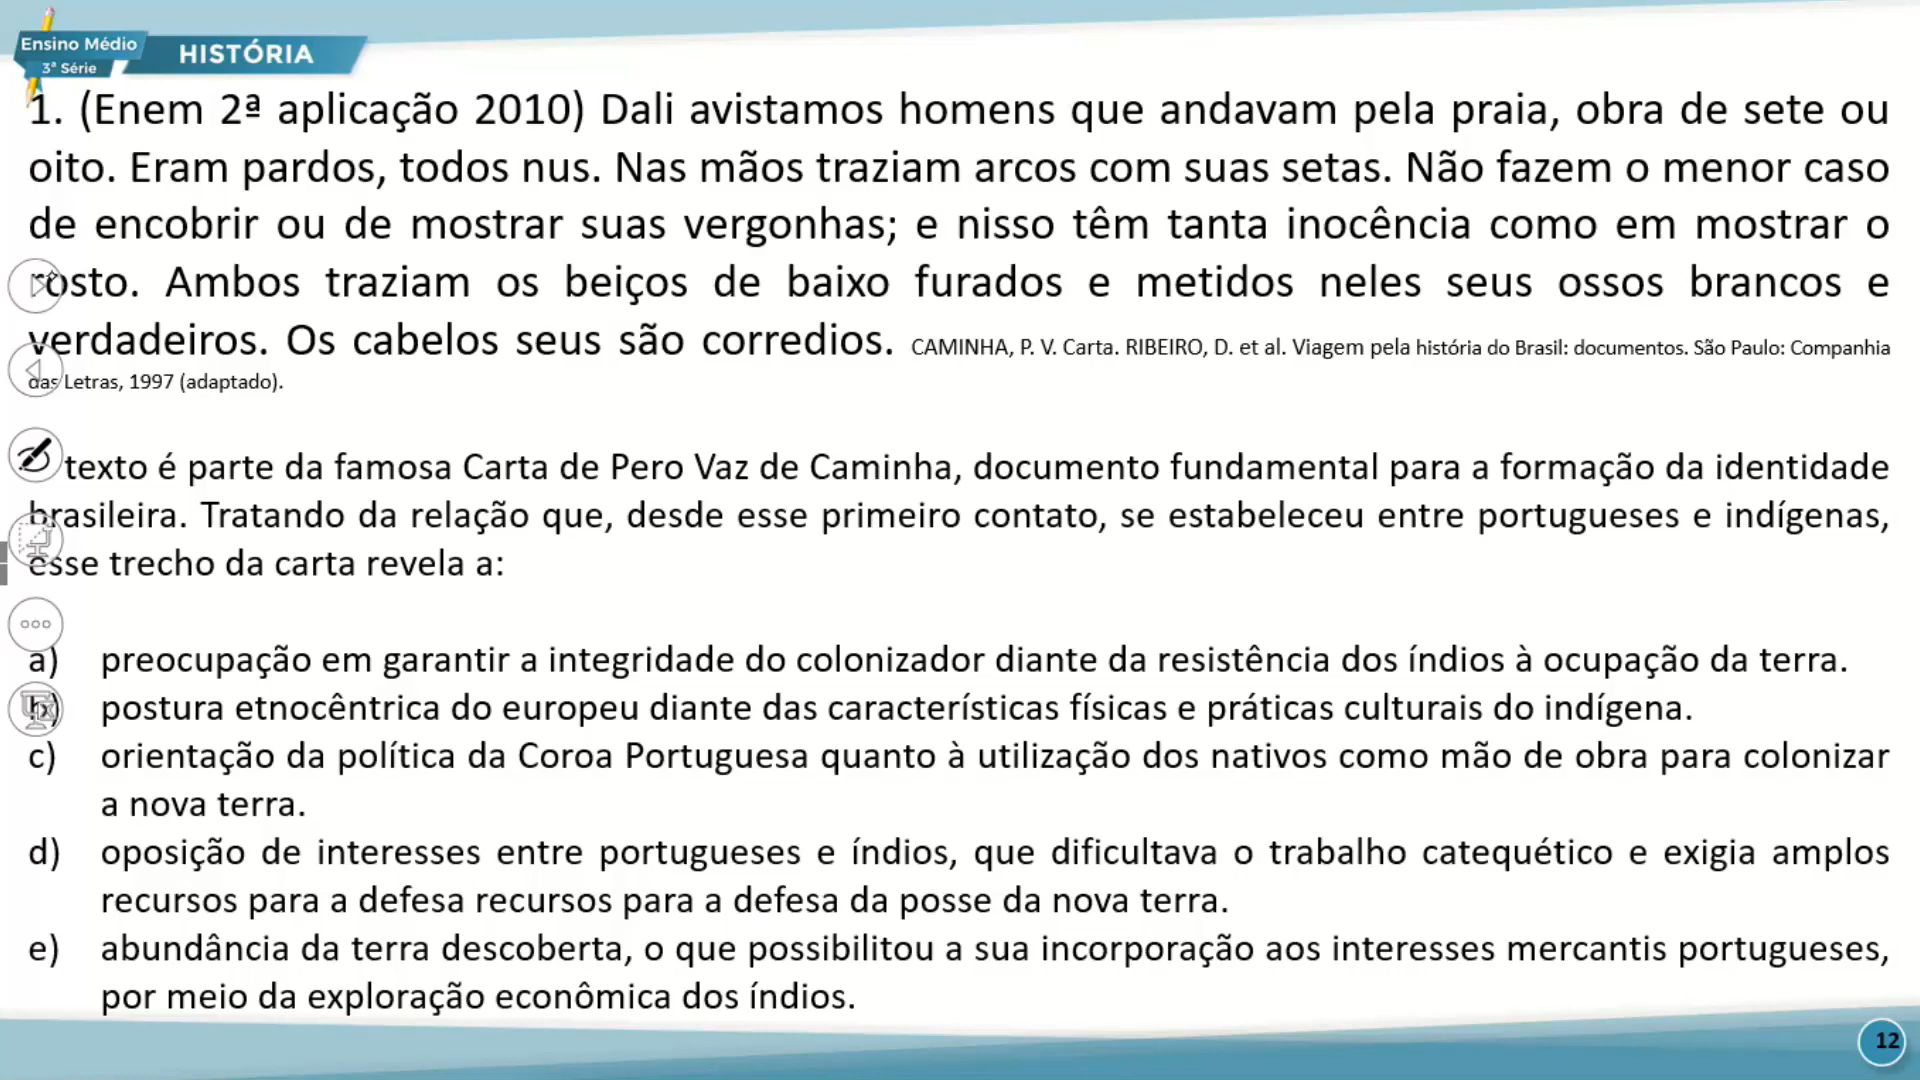 Ensino Médio
3ª Série
HISTÓRIA
1. (Enem 2ª aplicação 2010) Dali avistamos homens que andavam pela praia, obra de sete ou
oito. Eram pardos, todos nus. Nas mãos traziam arcos com suas setas. Não fazem o menor caso
de encobrir ou de mostrar suas vergonhas; e nisso têm tanta inocência como em mostrar o
rosto. Ambos traziam os beiços de baixo furados e metidos neles seus ossos brancos e
verdadeiros. Os cabelos seus são corredios. CAMINHA, P. V. Carta. RIBEIRO, D. et al. Viagem pela história do Brasil: documentos. São Paulo: Companhia
das Letras, 1997 (adaptado).
texto é parte da famosa Carta de Pero Vaz de Caminha, documento fundamental para a formação da identidade
brasileira. Tratando da relação que, desde esse primeiro contato, se estabeleceu entre portugueses e indígenas,
esse trecho da carta revela a:
a) preocupação em garantir a integridade do colonizador diante da resistência dos índios à ocupação da terra.
b) postura etnocêntrica do europeu diante das características físicas e práticas culturais do indígena.
c) orientação da política da Coroa Portuguesa quanto à utilização dos nativos como mão de obra para colonizar
a nova terra.
d) oposição de interesses entre portugueses e índios, que dificultava o trabalho catequético e exigia amplos
recursos para a defesa recursos para a defesa da posse da nova terra.
e) abundância da terra descoberta, o que possibilitou a sua incorporação aos interesses mercantis portugueses,
por meio da exploração econômica dos índios.
12